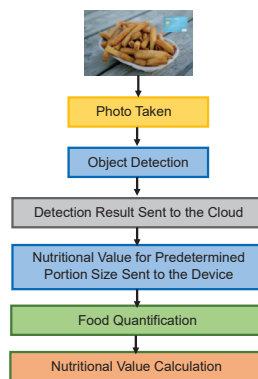 Photo Taken
Object Detection
Detection Result Sent to the Cloud
Nutritional Value for Predetermined
Portion Size Sent to the Device
Food Quantification
Nutritional Value Calculation